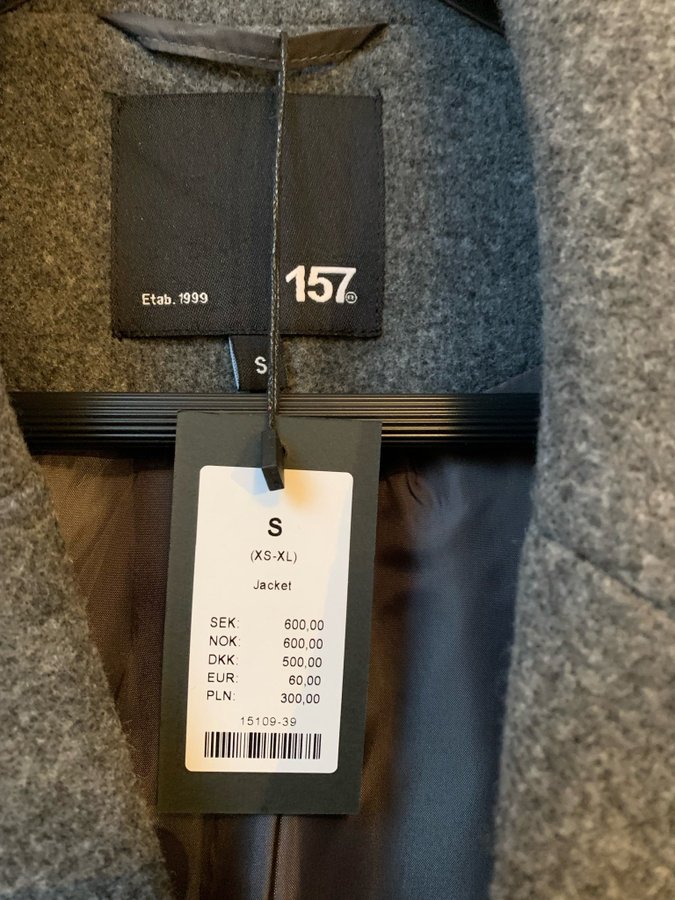 Etab. 1999
157
S
S
(XS-XL)
Jacket
SEK: 600,00
NOK: 600,00
DKK: 500,00
EUR: 60,00
PLN: 300,00
15109-39